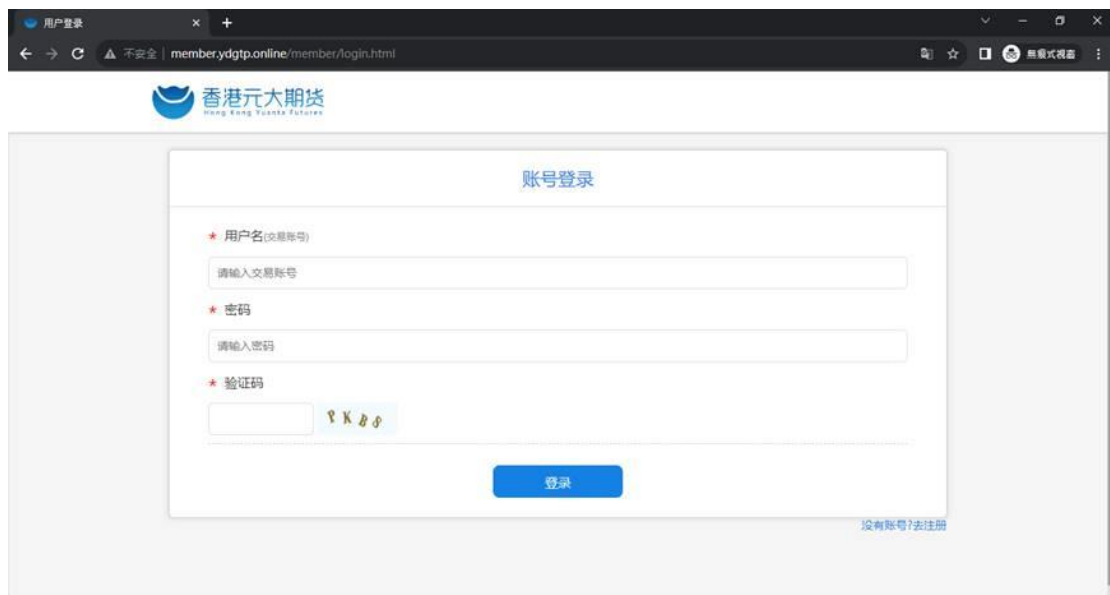 用户登录
不安全 | member.ydgtp.online/member/login.html
無痕式視窗
香港元大期货
Hong Kong Yuanta Futures
账号登录
* 用户名(交易账号)
请输入交易账号
* 密码
请输入密码
* 验证码
PKB8
登录
没有账号?去注册